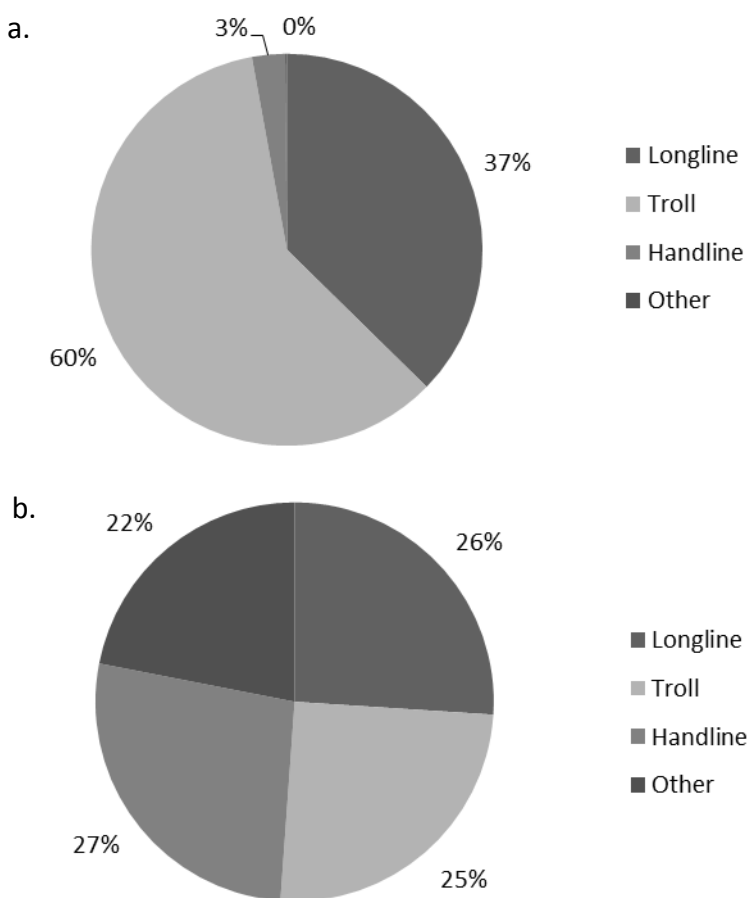 a.
3% 0%
37%
60%
Longline
Troll
Handline
Other
b.
22%
26%
27%
25%
Longline
Troll
Handline
Other